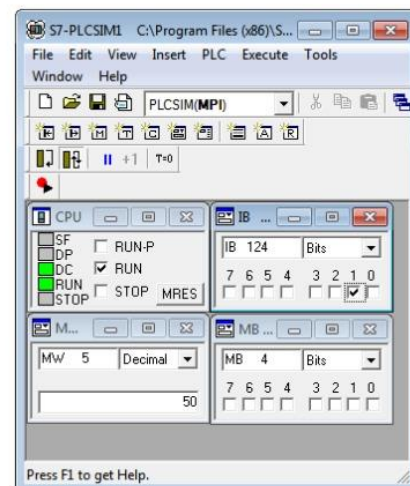 S7-PLCSIM1 C:\Program Files (x86)\S...
File Edit View Insert PLC Execute Tools
Window Help
PLCSIM(MPI)
+1 T=0
CPU
SF
DP
DC
RUN
STOP
RUN-P
RUN
STOP
MRES
IB ...
IB 124 Bits
7 6 5 4 3 2 1 0
M...
MW 5 Decimal
50
MB ...
MB 4 Bits
7 6 5 4 3 2 1 0
Press F1 to get Help.